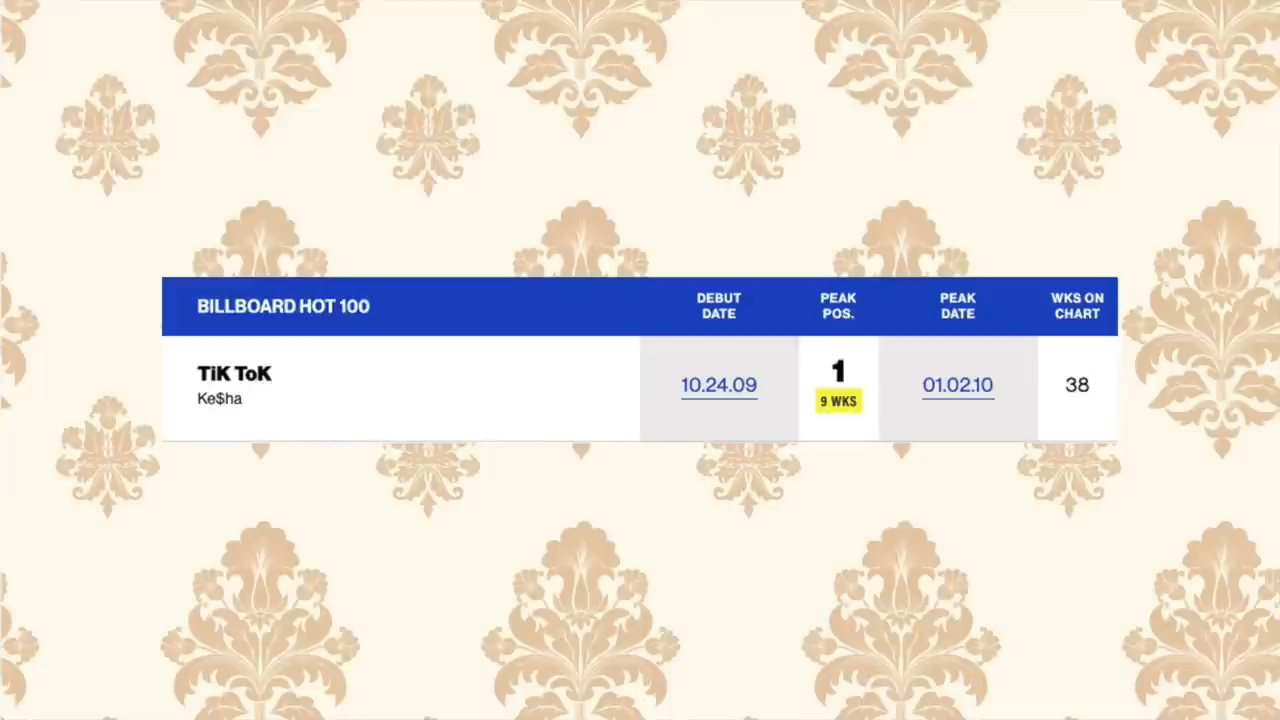 BILLBOARD HOT 100
DEBUT
DATE
PEAK
POS.
PEAK
DATE
WKS ON
CHART
TiK ToK
Ke$ha
10.24.09
1
9 WKS
01.02.10
38